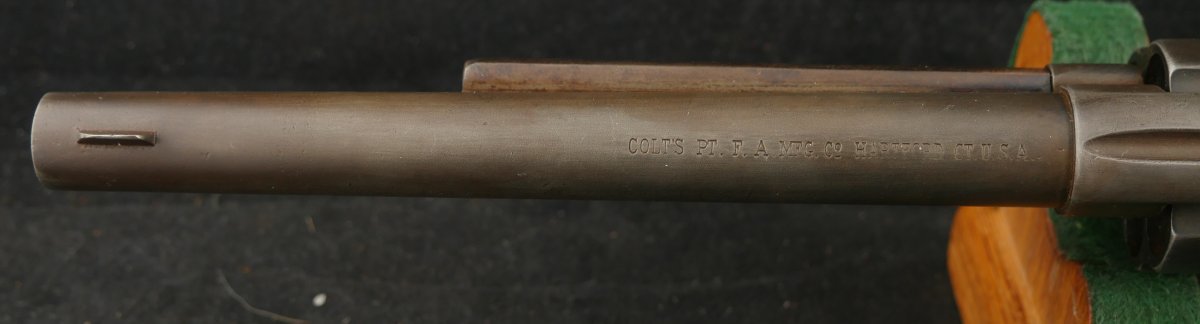 COLT'S PT. F. A. MFG. CO HARTFORD CT. U.S.A.